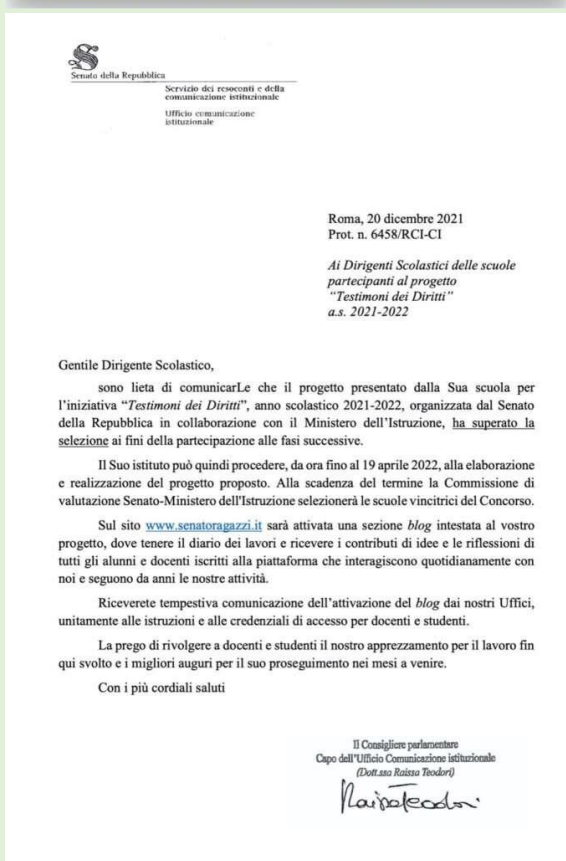 Senato della Repubblica
Servizio dei resoconti e della
comunicazione istituzionale
Ufficio comunicazione
istituzionale
Roma, 20 dicembre 2021
Prot. n. 6458/RCI-CI
Ai Dirigenti Scolastici delle scuole
partecipanti al progetto
“Testimoni dei Diritti”
a.s. 2021-2022
Gentile Dirigente Scolastico,
sono lieta di comunicarLe che il progetto presentato dalla Sua scuola per
l’iniziativa “Testimoni dei Diritti”, anno scolastico 2021-2022, organizzata dal Senato
della Repubblica in collaborazione con il Ministero dell’Istruzione, ha superato la
selezione ai fini della partecipazione alle fasi successive.
Il Suo istituto può quindi procedere, da ora fino al 19 aprile 2022, alla elaborazione
e realizzazione del progetto proposto. Alla scadenza del termine la Commissione di
valutazione Senato-Ministero dell'Istruzione selezionerà le scuole vincitrici del Concorso.
Sul sito www.senatoragazzi.it sarà attivata una sezione blog intestata al vostro
progetto, dove tenere il diario dei lavori e ricevere i contributi di idee e le riflessioni di
tutti gli alunni e docenti iscritti alla piattaforma che interagiscono quotidianamente con
noi e seguono da anni le nostre attività.
Riceverete tempestiva comunicazione dell’attivazione del blog dai nostri Uffici,
unitamente alle istruzioni e alle credenziali di accesso per docenti e studenti.
La prego di rivolgere a docenti e studenti il nostro apprezzamento per il lavoro fin
qui svolto e i migliori auguri per il suo proseguimento nei mesi a venire.
Con i più cordiali saluti
Il Consigliere parlamentare
Capo dell’Ufficio Comunicazione istituzionale
(Dott.ssa Raissa Teodori)
Raissa Teodori